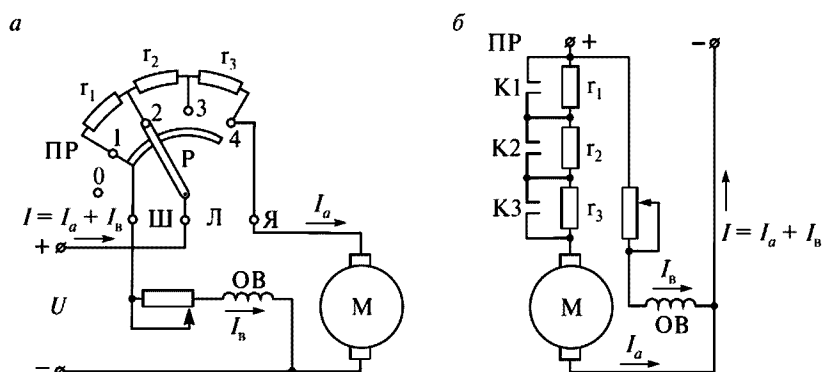 а
r₁
r₂
r₃
ПР
0
1
2
3
4
Р
I = Iₐ + Iв
Ш
Л
Я
Iₐ
+
U
ОВ
Iв
М
−
б
ПР
+
−
К1
r₁
К2
r₂
К3
r₃
I = Iₐ + Iв
Iв
ОВ
М
Iₐ